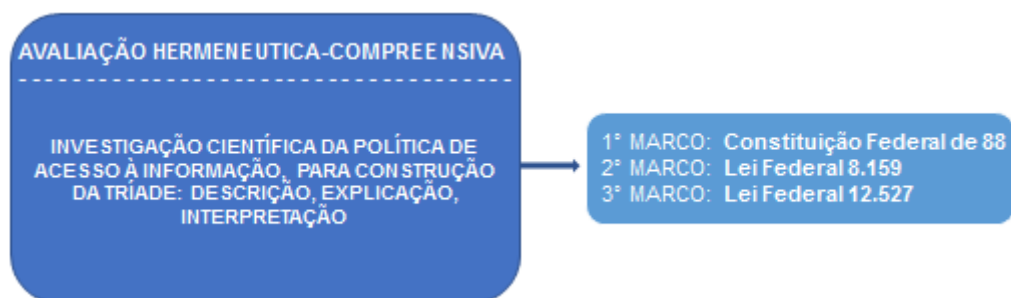 AVALIAÇÃO HERMENEUTICA-COMPREENSIVA
INVESTIGAÇÃO CIENTÍFICA DA POLÍTICA DE
ACESSO À INFORMAÇÃO, PARA CONSTRUÇÃO
DA TRÍADE: DESCRIÇÃO, EXPLICAÇÃO,
INTERPRETAÇÃO
1° MARCO: Constituição Federal de 88
2° MARCO: Lei Federal 8.159
3° MARCO: Lei Federal 12.527